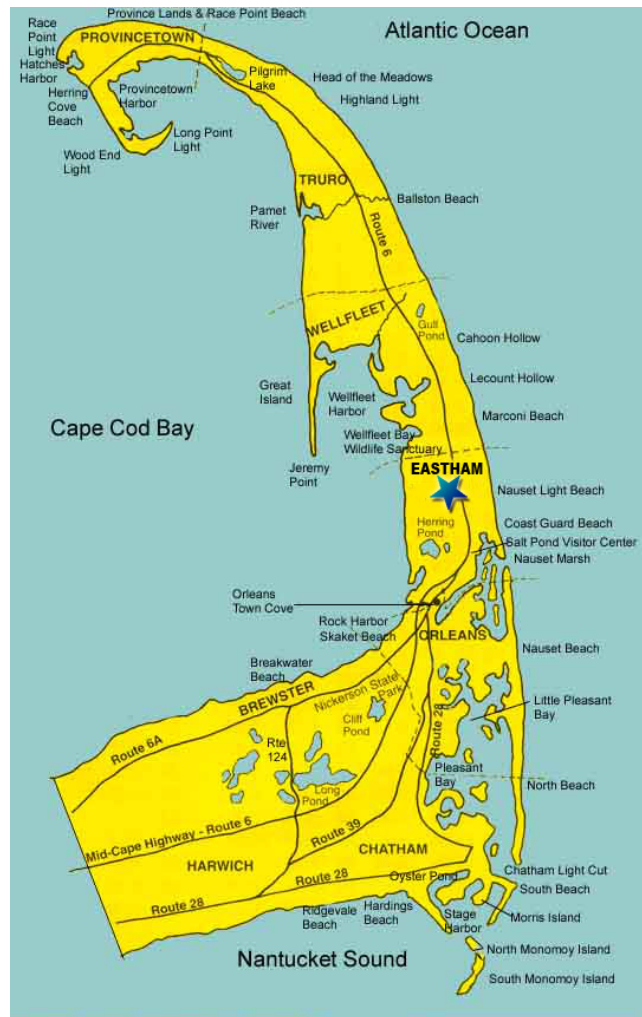 Province Lands & Race Point Beach
Atlantic Ocean
Race
Point
Light
Hatches
Harbor
PROVINCETOWN
Herring
Cove
Beach
Provincetown
Harbor
Pilgrim
Lake
Head of the Meadows
Highland Light
Long Point
Light
Wood End
Light
TRURO
Pamet
River
Ballston Beach
Route 6
WELLFLEET
Gull
Pond
Cahoon Hollow
Great
Island
Wellfleet
Harbor
Lecount Hollow
Marconi Beach
Cape Cod Bay
Wellfleet Bay
Wildlife Sanctuary
Jeremy
Point
EASTHAM
Nauset Light Beach
Herring
Pond
Coast Guard Beach
Salt Pond Visitor Center
Nauset Marsh
Orleans
Town Cove
Rock Harbor
Skaket Beach
ORLEANS
Nauset Beach
Breakwater
Beach
BREWSTER
Nickerson State
Park
Cliff
Pond
Route 28
Little Pleasant
Bay
Route 6A
Rte
124
Long
Pond
Pleasant
Bay
North Beach
Mid-Cape Highway - Route 6
Route 39
HARWICH
CHATHAM
Route 28
Oyster Pond
Chatham Light Cut
South Beach
Route 28
Ridgevale
Beach
Hardings
Beach
Stage
Harbor
Morris Island
Nantucket Sound
North Monomoy Island
South Monomoy Island